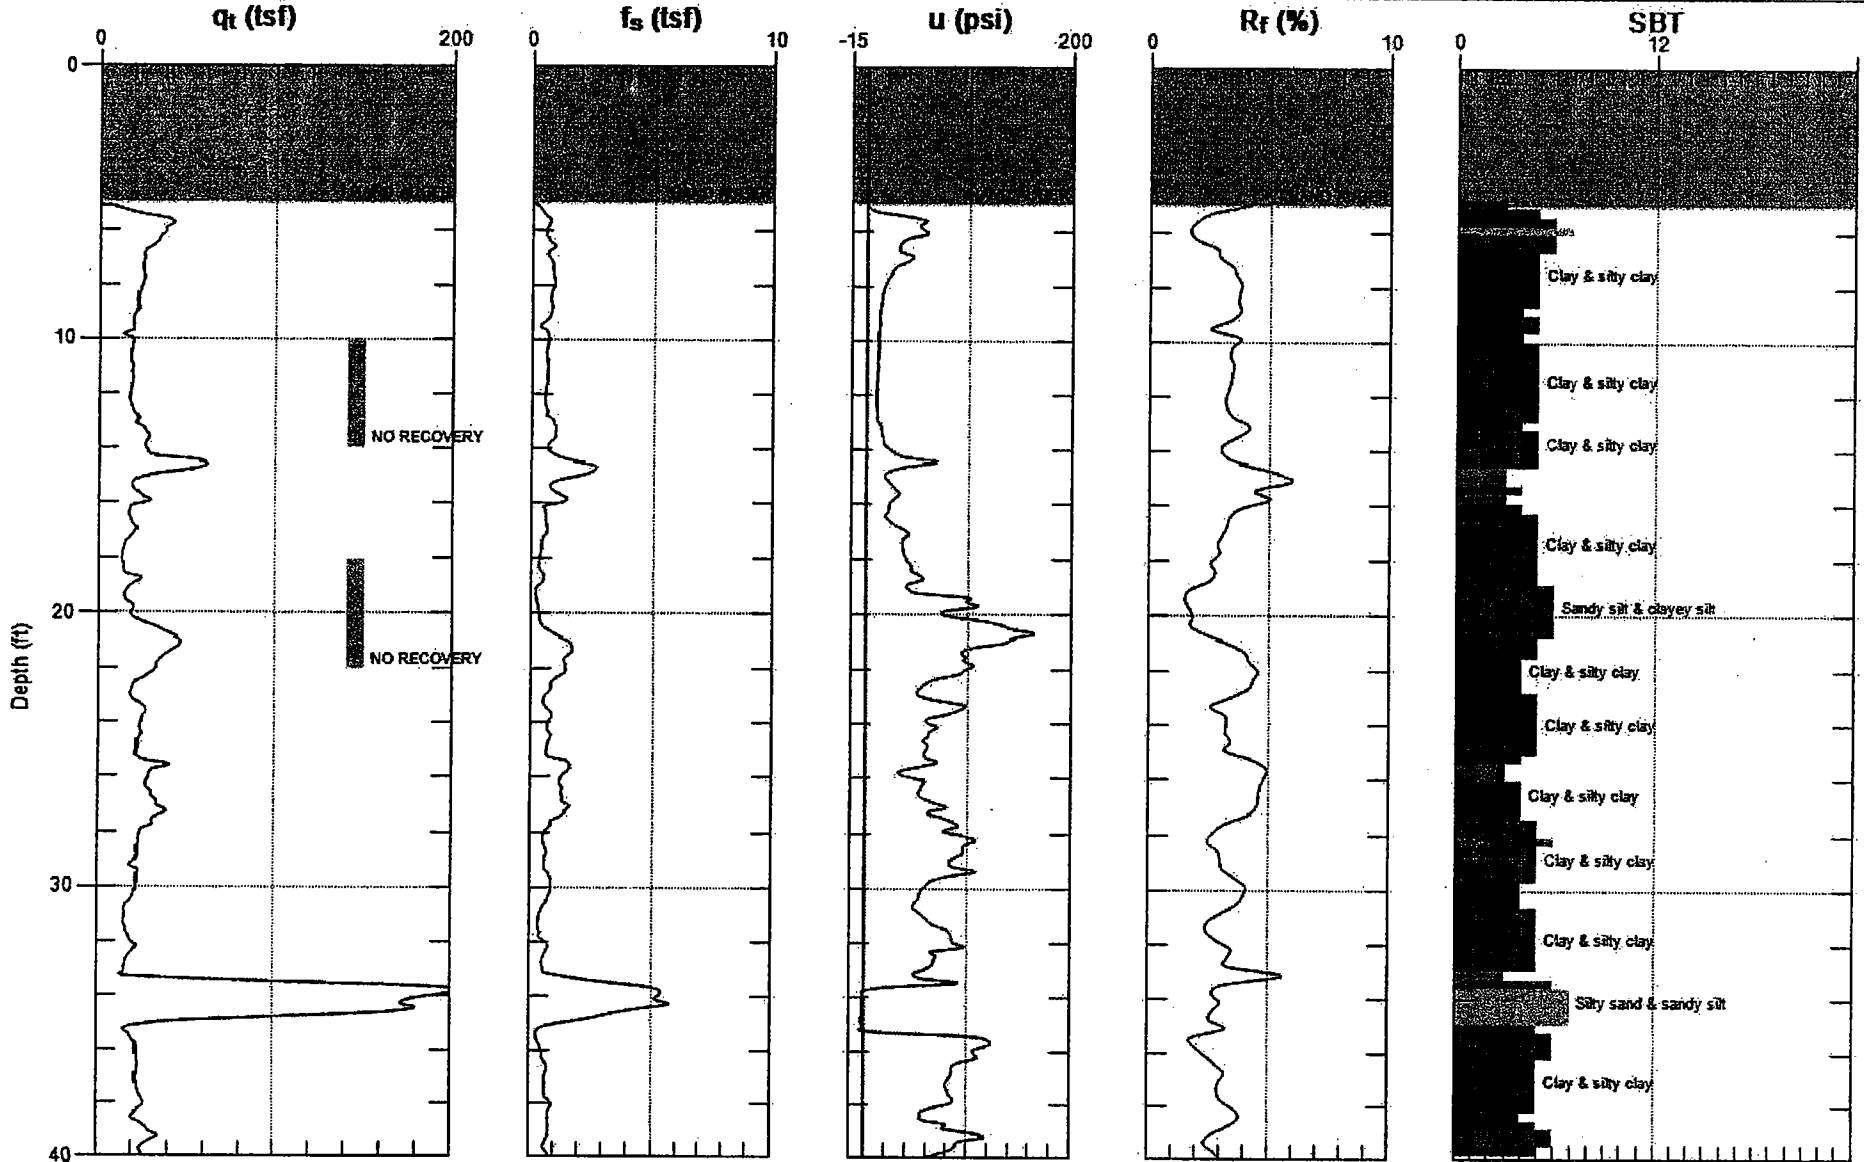 qt (tsf)
fs (tsf)
u (psi)
Rf (%)
SBT
0
200
0
10
-15
200
0
10
0
12
0
Clay & silty clay
10
Clay & silty clay
NO RECOVERY
Clay & silty clay
Clay & silty clay
20
Sandy silt & clayey silt
NO RECOVERY
Depth (ft)
Clay & silty clay
Clay & silty clay
Clay & silty clay
Clay & silty clay
30
Clay & silty clay
Silty sand & sandy silt
Clay & silty clay
40